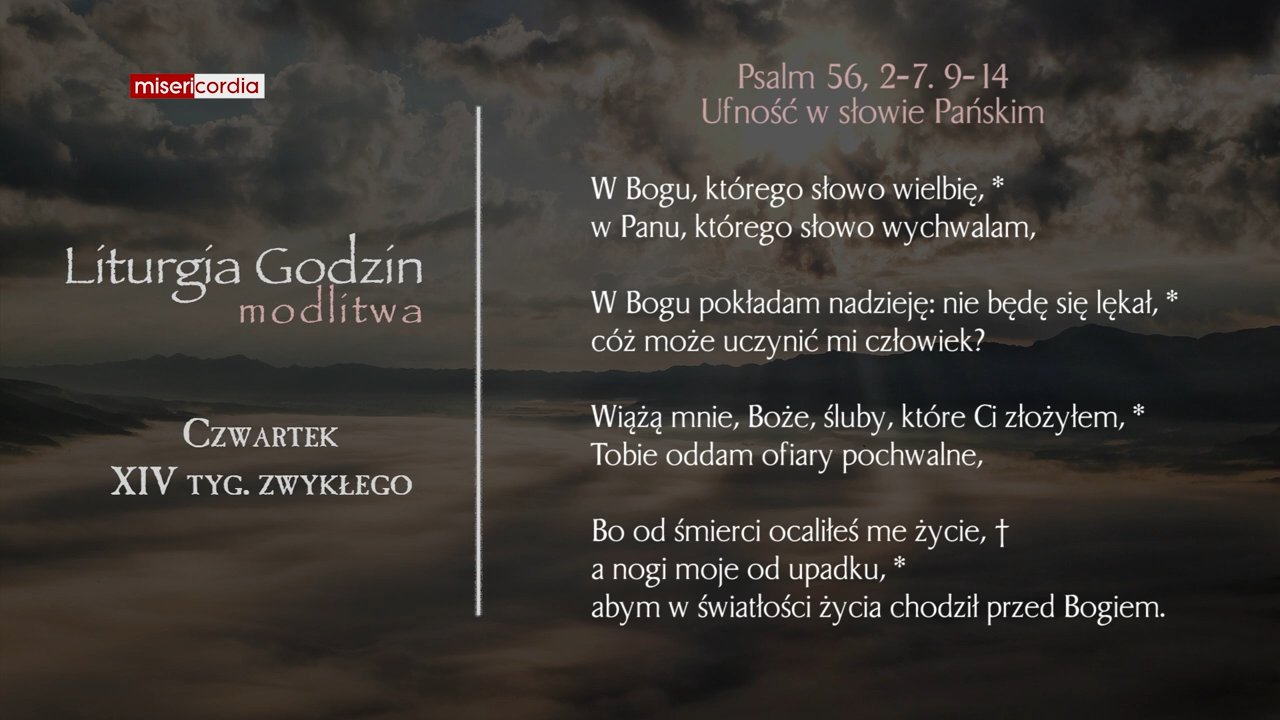 misericordia
Liturgia Godzin
modlitwa
Czwartek
XIV tyg. zwykłego
Psalm 56, 2-7. 9-14
Ufność w słowie Pańskim
W Bogu, którego słowo wielbię, *
w Panu, którego słowo wychwalam,
W Bogu pokładam nadzieję: nie będę się lękał, *
cóż może uczynić mi człowiek?
Wiążą mnie, Boże, śluby, które Ci złożyłem, *
Tobie oddam ofiary pochwalne,
Bo od śmierci ocaliłeś me życie, †
a nogi moje od upadku, *
abym w światłości życia chodził przed Bogiem.